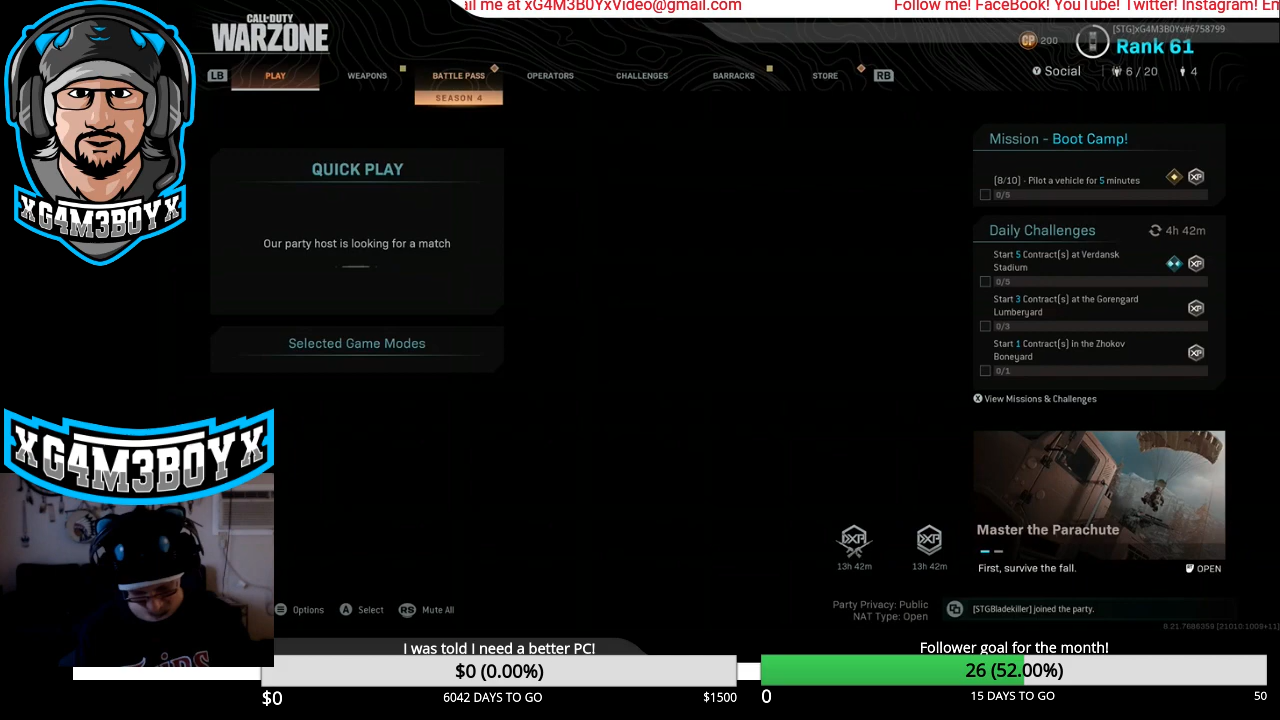 ail me at xG4M3B0YxVideo@gmail.com
Follow me! FaceBook! YouTube! Twitter! Instagram! Em
CALL OF DUTY
WARZONE
CP 200
[STG]xG4M3B0Yx#6758799
Rank 61
Y Social
6 / 20
4
LB
PLAY
WEAPONS
BATTLE PASS
SEASON 4
OPERATORS
CHALLENGES
BARRACKS
STORE
RB
XG4M3B0YX
QUICK PLAY
Our party host is looking for a match
Selected Game Modes
Mission - Boot Camp!
[8/10] · Pilot a vehicle for 5 minutes
XP
0/5
Daily Challenges
4h 42m
Start 5 Contract[s] at Verdansk
Stadium
XP
0/5
Start 3 Contract[s] at the Gorengard
Lumberyard
XP
0/3
Start 1 Contract[s] in the Zhokov
Boneyard
XP
0/1
X View Missions & Challenges
XG4M3B0YX
Master the Parachute
First, survive the fall.
OPEN
13h 42m
13h 42m
Options
A Select
RS Mute All
Party Privacy: Public
NAT Type: Open
[STGBladekiller] joined the party.
I was told I need a better PC!
$0 (0.00%)
$0
6042 DAYS TO GO
$1500
Follower goal for the month!
26 (52.00%)
0
15 DAYS TO GO
50